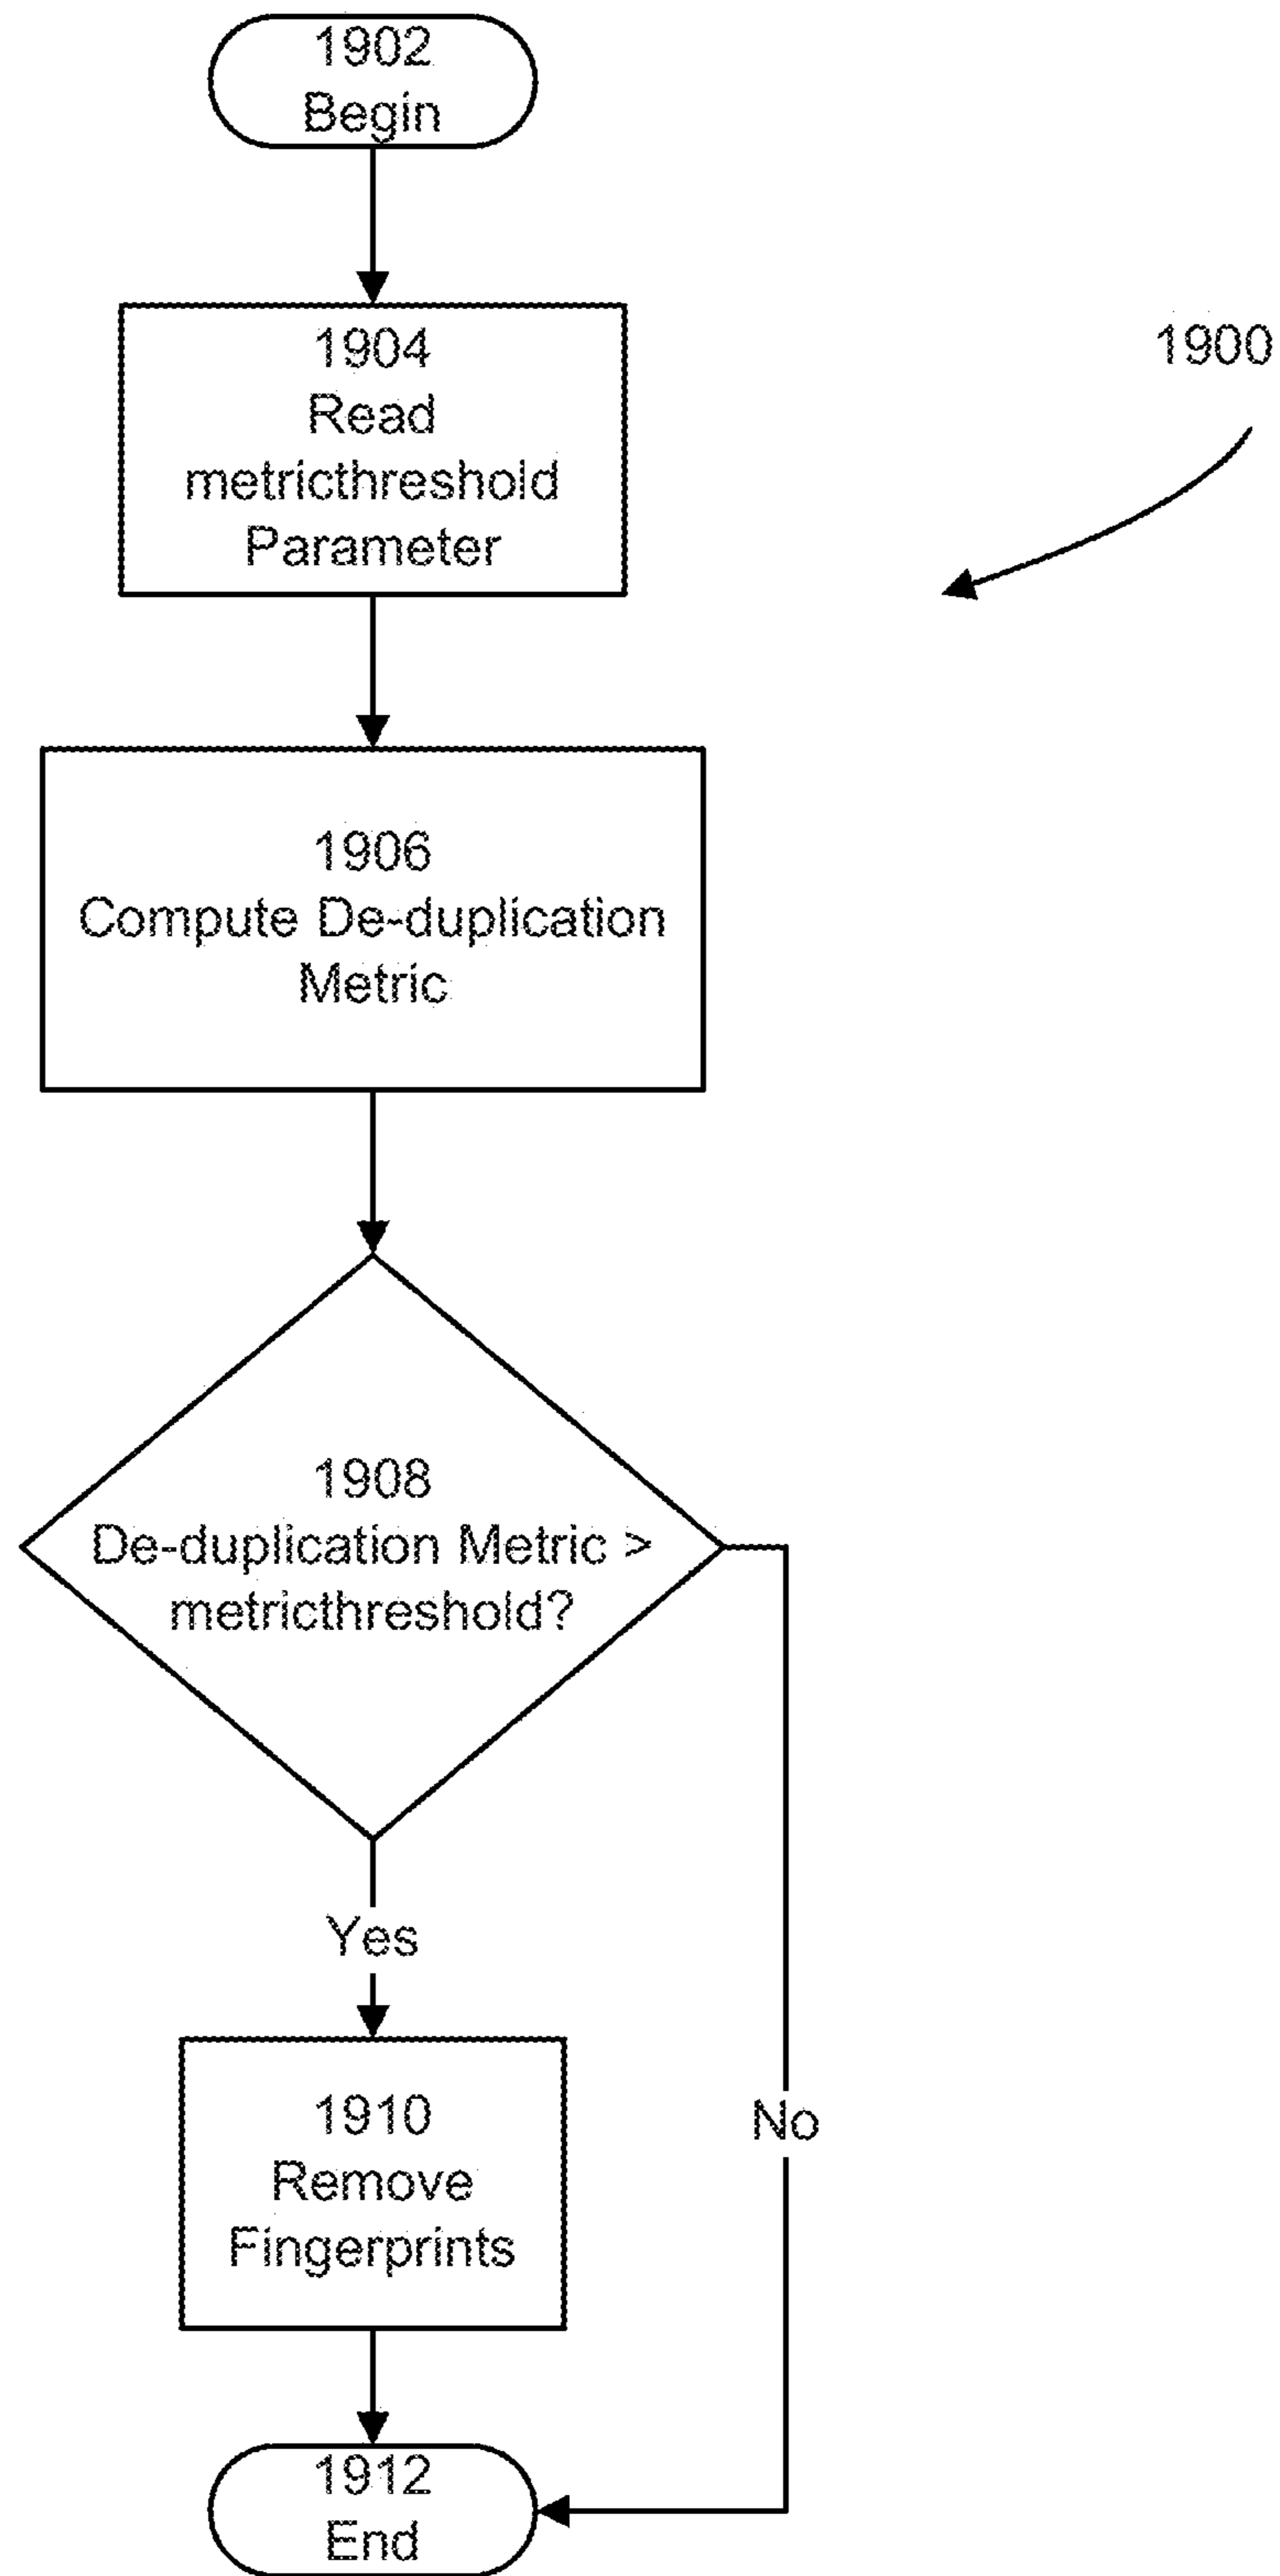 1902
Begin
1904
Read
metricthreshold
Parameter
1900
1906
Compute De-duplication
Metric
1908
De-duplication Metric >
metricthreshold?
Yes
1910
Remove
Fingerprints
No
1912
End